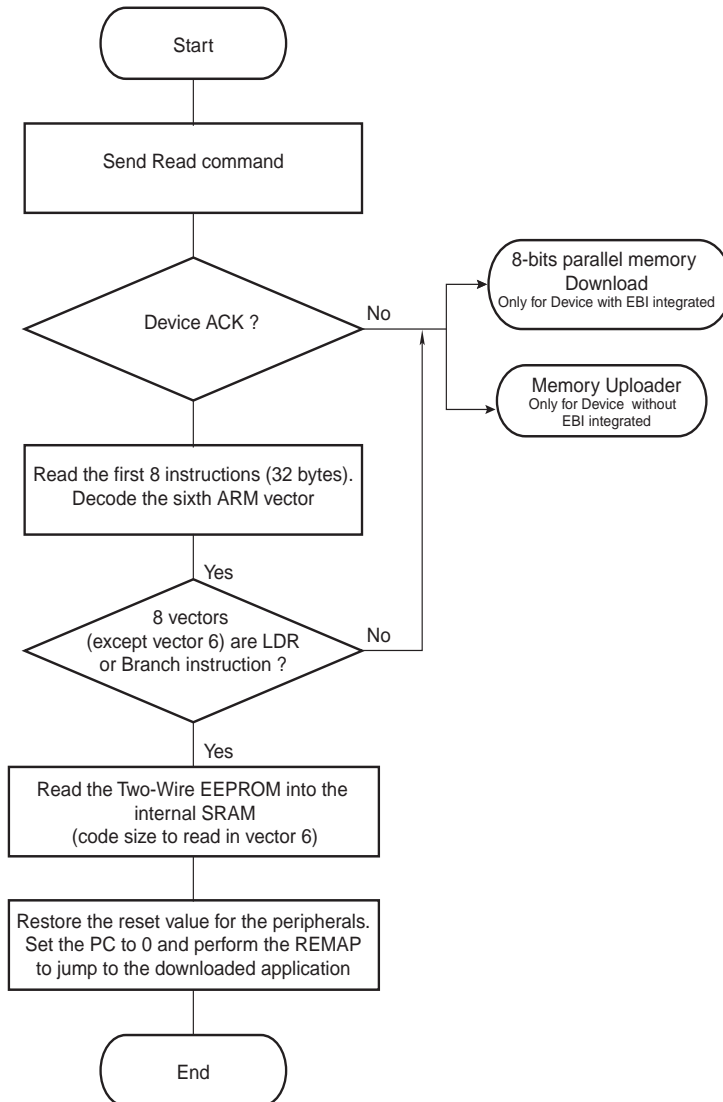 Start
Send Read command
Device ACK ?
No
8-bits parallel memory
Download
Only for Device with EBI integrated
Memory Uploader
Only for Device without
EBI integrated
Read the first 8 instructions (32 bytes).
Decode the sixth ARM vector
Yes
8 vectors
(except vector 6) are LDR
or Branch instruction ?
No
Yes
Read the Two-Wire EEPROM into the
internal SRAM
(code size to read in vector 6)
Restore the reset value for the peripherals.
Set the PC to 0 and perform the REMAP
to jump to the downloaded application
End